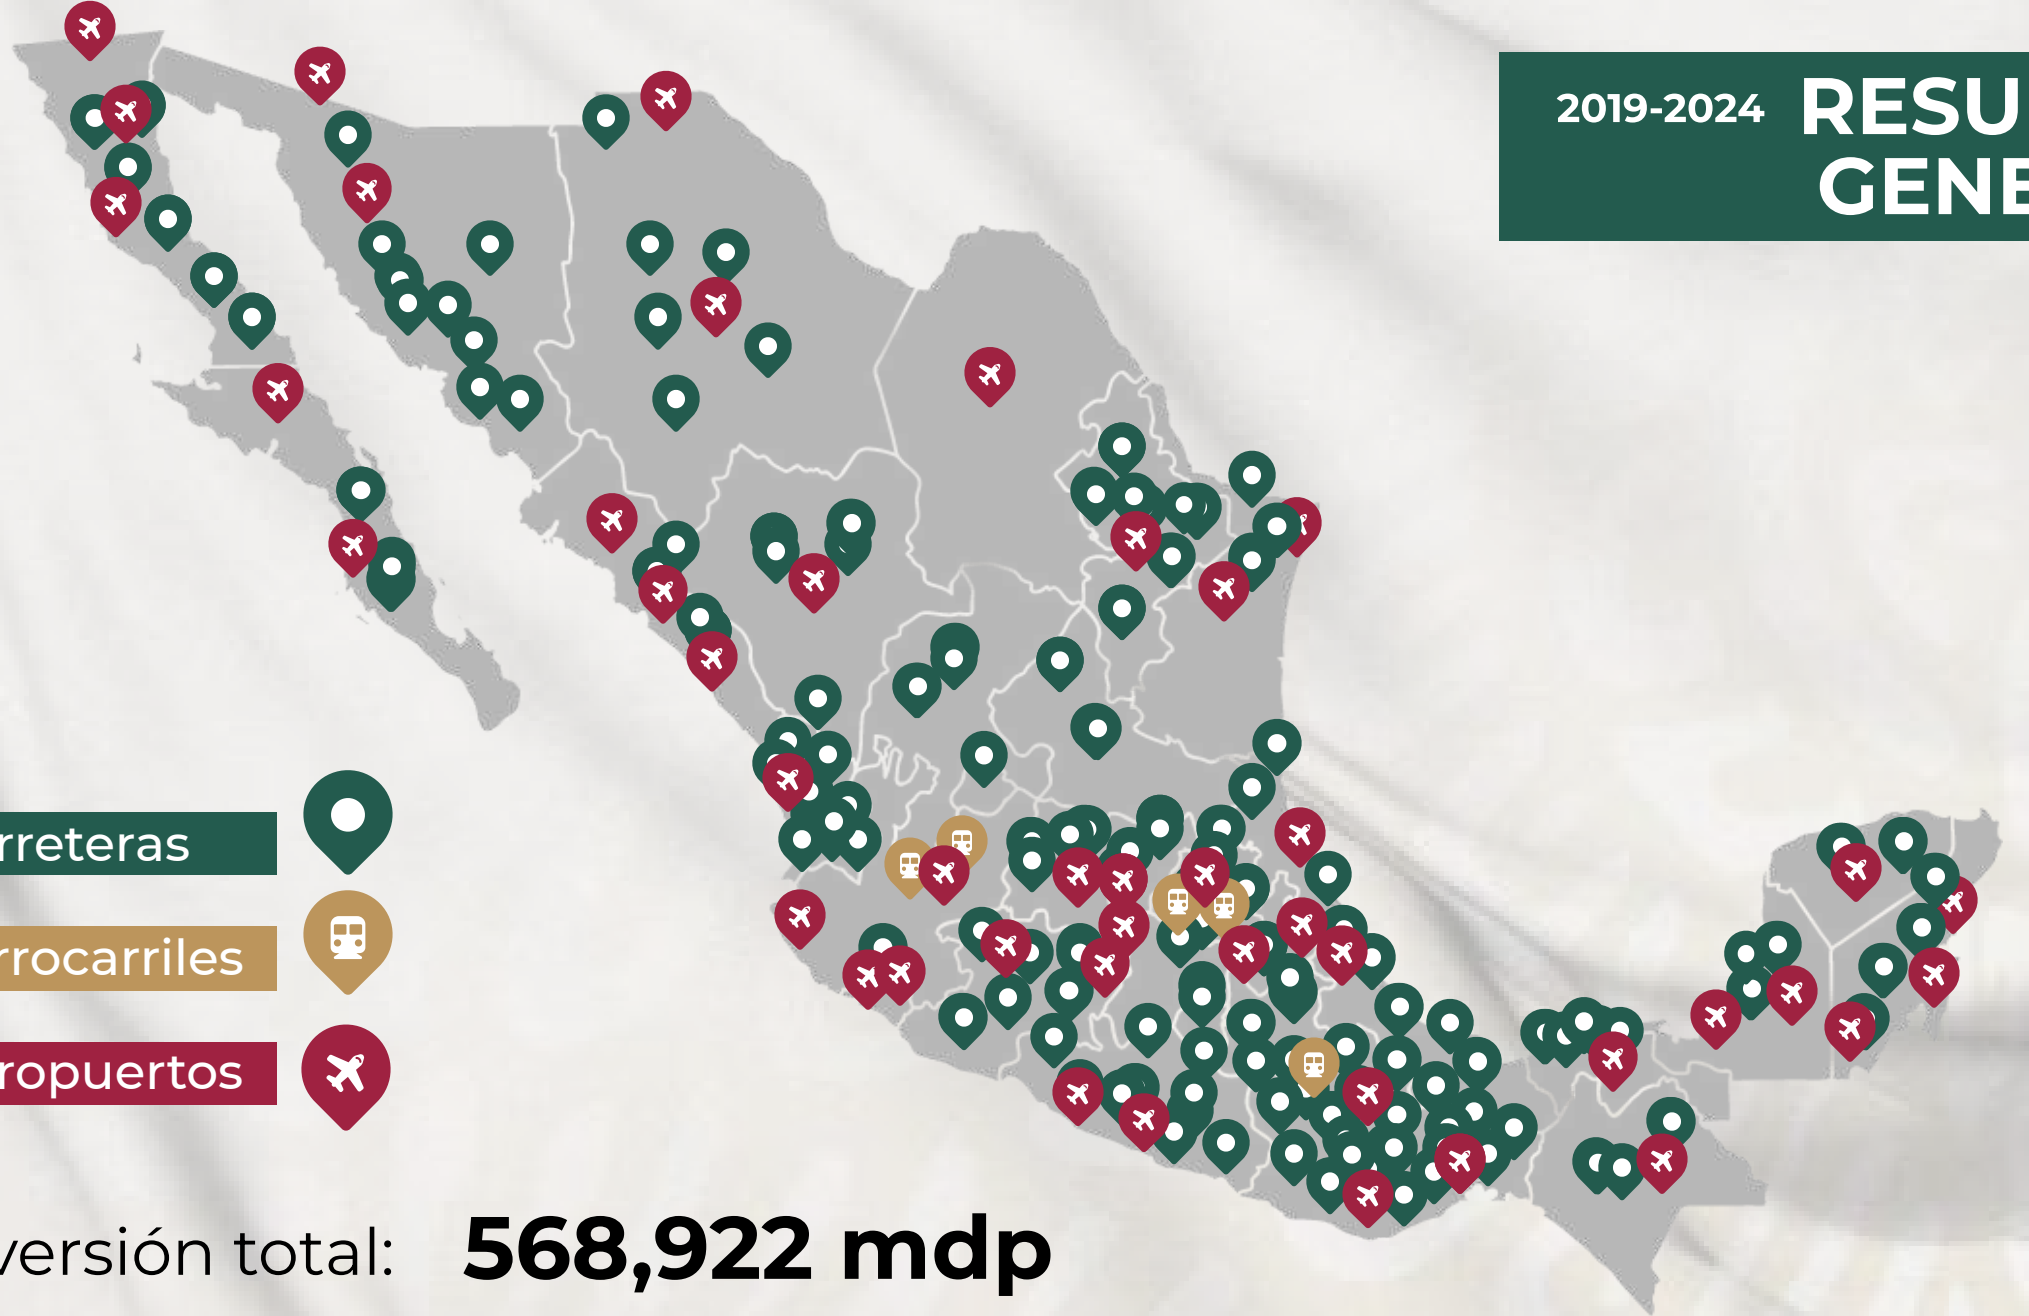 2019-2024 RESU
GENE
rreteras
rrocarriles
ropuertos
versión total: 568,922 mdp